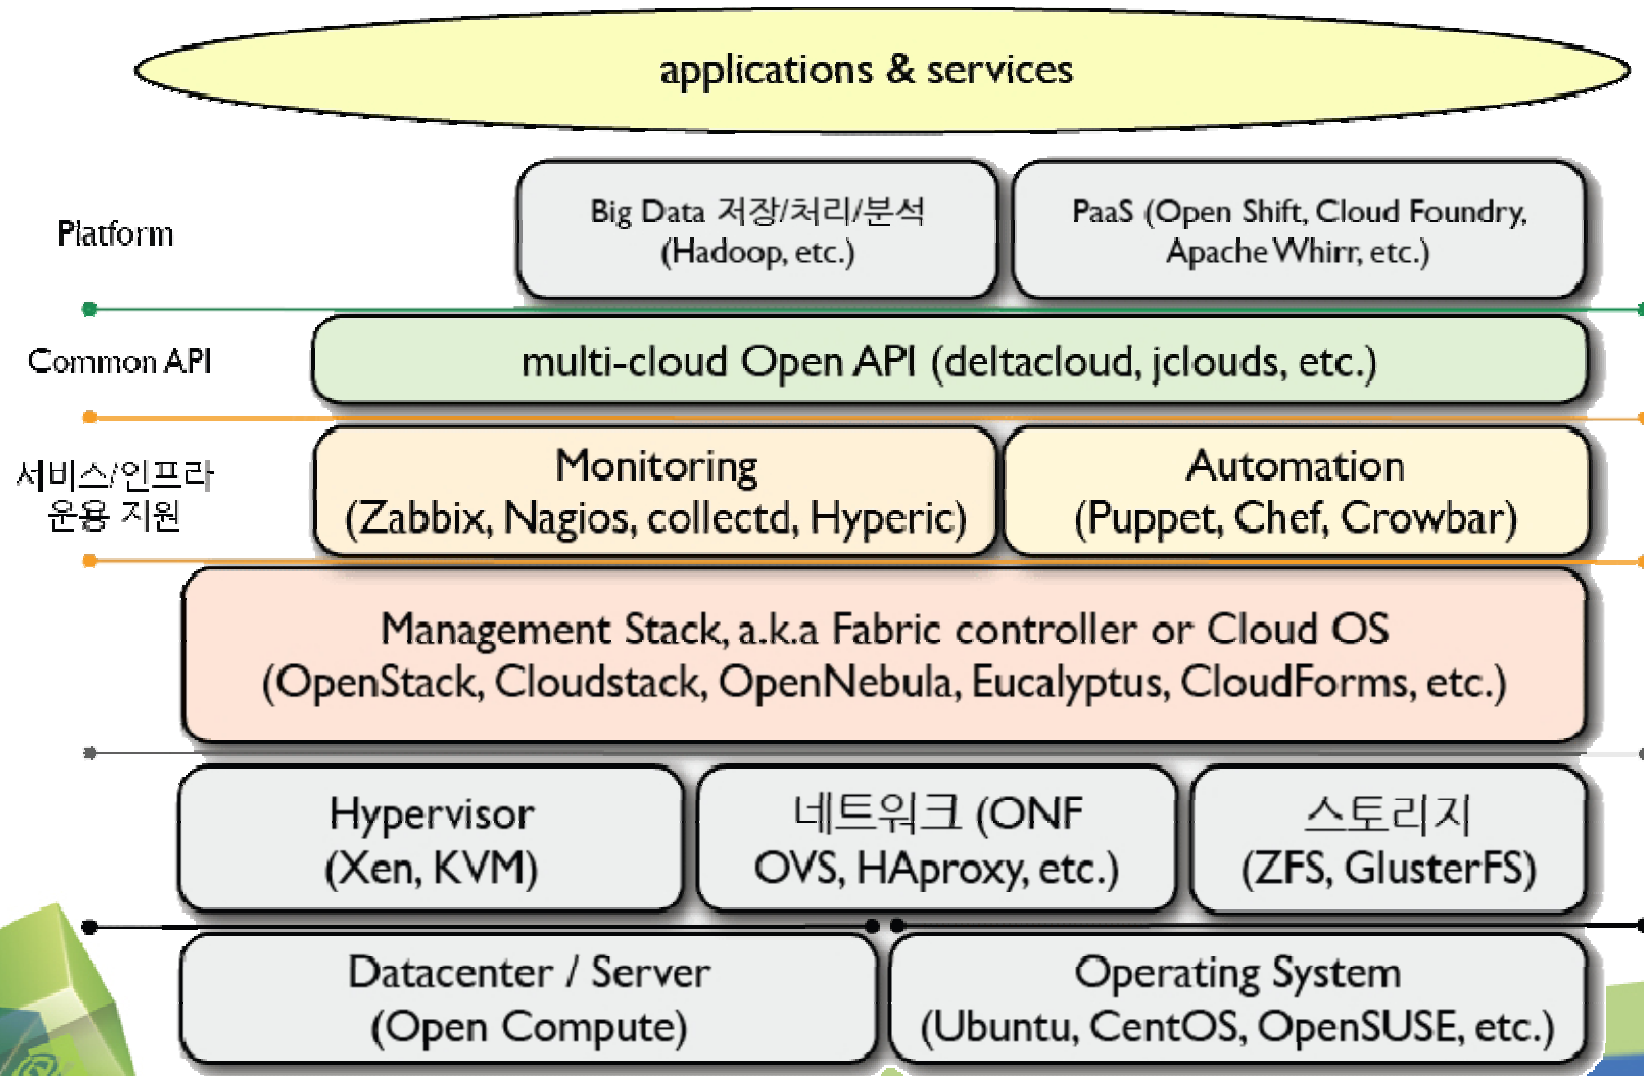 applications & services
Platform
Big Data 저장/처리/분석
(Hadoop, etc.)
PaaS (Open Shift, Cloud Foundry,
Apache Whirr, etc.)
Common API
multi-cloud Open API (deltacloud, jclouds, etc.)
서비스/인프라
운용 지원
Monitoring
(Zabbix, Nagios, collectd, Hyperic)
Automation
(Puppet, Chef, Crowbar)
Management Stack, a.k.a Fabric controller or Cloud OS
(OpenStack, Cloudstack, OpenNebula, Eucalyptus, CloudForms, etc.)
Hypervisor
(Xen, KVM)
네트워크 (ONF
OVS, HAproxy, etc.)
스토리지
(ZFS, GlusterFS)
Datacenter / Server
(Open Compute)
Operating System
(Ubuntu, CentOS, OpenSUSE, etc.)